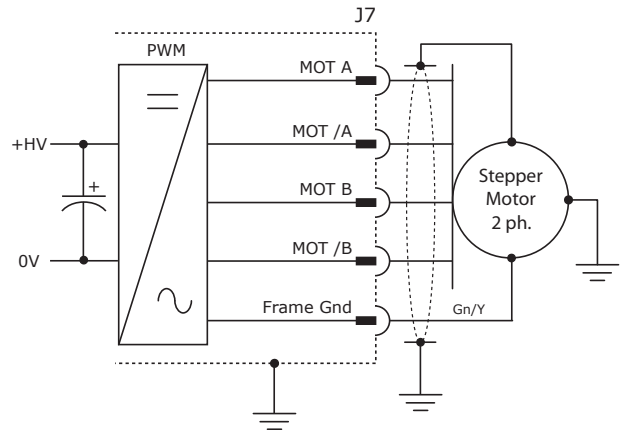 J7
PWM
MOT A
+HV
MOT /A
+
Stepper
Motor
2 ph.
MOT B
0V
MOT /B
Frame Gnd
Gn/Y